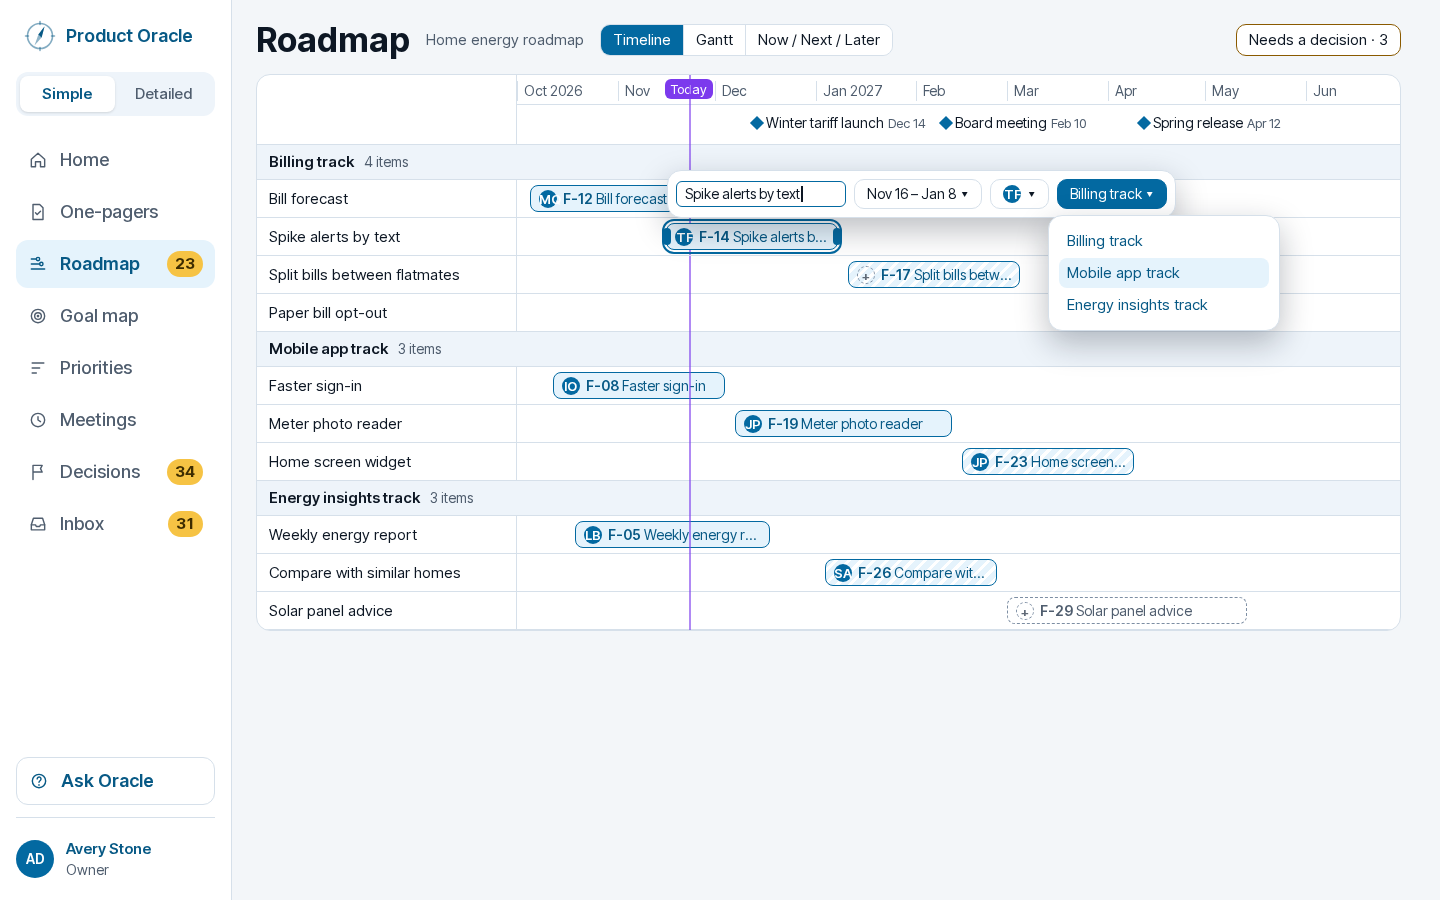 Product Oracle
Simple
Detailed
Home
One-pagers
Roadmap
23
Goal map
Priorities
Meetings
Decisions
34
Inbox
31
Ask Oracle
AD
Avery Stone
Owner
Roadmap
Home energy roadmap
Timeline
Gantt
Now / Next / Later
Needs a decision · 3
Oct 2026
Nov
Today
Dec
Jan 2027
Feb
Mar
Apr
May
Jun
Winter tariff launch Dec 14
Board meeting Feb 10
Spring release Apr 12
Billing track 4 items
Bill forecast
MO F-12 Bill forecast
Spike alerts by text
Nov 16 – Jan 8
TF
Billing track
Spike alerts by text
TF F-14 Spike alerts b...
Billing track
Mobile app track
Energy insights track
Split bills between flatmates
+ F-17 Split bills betw...
Paper bill opt-out
Mobile app track 3 items
Faster sign-in
IO F-08 Faster sign-in
Meter photo reader
JP F-19 Meter photo reader
Home screen widget
JP F-23 Home screen...
Energy insights track 3 items
Weekly energy report
LB F-05 Weekly energy r...
Compare with similar homes
SA F-26 Compare wit...
Solar panel advice
+ F-29 Solar panel advice